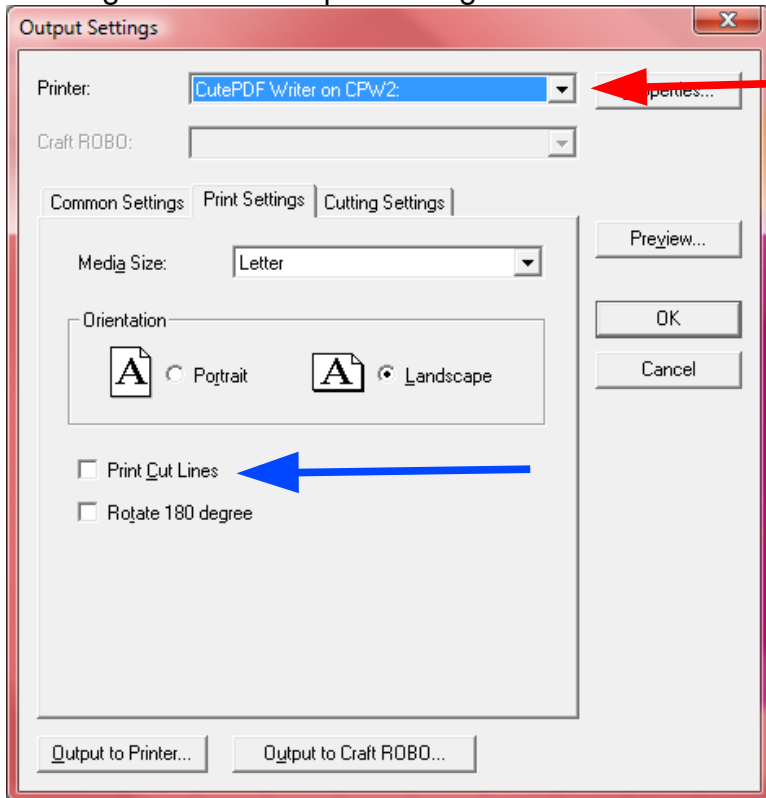 Output Settings
Printer:
CutePDF Writer on CPW2:
Craft ROBO:
Common Settings
Print Settings
Cutting Settings
Preview...
Media Size:
Letter
Orientation
OK
A
Portrait
A
Landscape
Cancel
Print Cut Lines
Rotate 180 degree
Output to Printer...
Output to Craft ROBO...